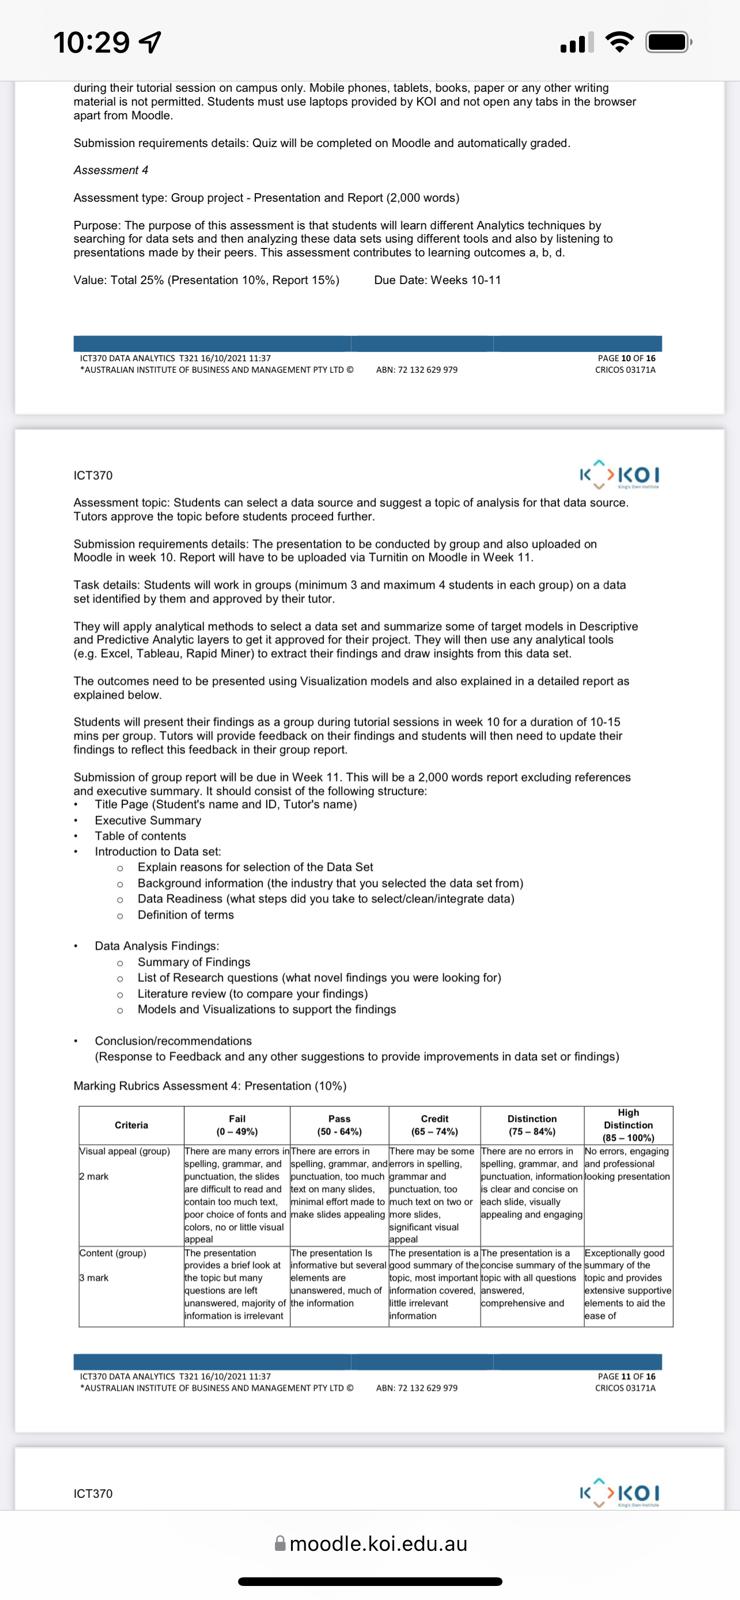 10:29
during their tutorial session on campus only. Mobile phones, tablets, books, paper or any other writing
material is not permitted. Students must use laptops provided by KOI and not open any tabs in the browser
apart from Moodle.
Submission requirements details: Quiz will be completed on Moodle and automatically graded.
Assessment 4
Assessment type: Group project - Presentation and Report (2,000 words)
Purpose: The purpose of this assessment is that students will learn different Analytics techniques by
searching for data sets and then analyzing these data sets using different tools and also by listening to
presentations made by their peers. This assessment contributes to learning outcomes a, b, d.
Value: Total 25% (Presentation 10%, Report 15%) Due Date: Weeks 10-11
ICT370 DATA ANALYTICS T321 16/10/2021 11:37 PAGE 10 OF 16
*AUSTRALIAN INSTITUTE OF BUSINESS AND MANAGEMENT PTY LTD © ABN: 72 132 629 979 CRICOS 03171A
ICT370
KOI
King's Own Institute
Assessment topic: Students can select a data source and suggest a topic of analysis for that data source.
Tutors approve the topic before students proceed further.
Submission requirements details: The presentation to be conducted by group and also uploaded on
Moodle in week 10. Report will have to be uploaded via Turnitin on Moodle in Week 11.
Task details: Students will work in groups (minimum 3 and maximum 4 students in each group) on a data
set identified by them and approved by their tutor.
They will apply analytical methods to select a data set and summarize some of target models in Descriptive
and Predictive Analytic layers to get it approved for their project. They will then use any analytical tools
(e.g. Excel, Tableau, Rapid Miner) to extract their findings and draw insights from this data set.
The outcomes need to be presented using Visualization models and also explained in a detailed report as
explained below.
Students will present their findings as a group during tutorial sessions in week 10 for a duration of 10-15
mins per group. Tutors will provide feedback on their findings and students will then need to update their
findings to reflect this feedback in their group report.
Submission of group report will be due in Week 11. This will be a 2,000 words report excluding references
and executive summary. It should consist of the following structure:
• Title Page (Student's name and ID, Tutor's name)
• Executive Summary
• Table of contents
• Introduction to Data set:
o Explain reasons for selection of the Data Set
o Background information (the industry that you selected the data set from)
o Data Readiness (what steps did you take to select/clean/integrate data)
o Definition of terms
• Data Analysis Findings:
o Summary of Findings
o List of Research questions (what novel findings you were looking for)
o Literature review (to compare your findings)
o Models and Visualizations to support the findings
• Conclusion/recommendations
(Response to Feedback and any other suggestions to provide improvements in data set or findings)
Marking Rubrics Assessment 4: Presentation (10%)
Criteria
Fail
(0 – 49%)
Pass
(50 - 64%)
Credit
(65 – 74%)
Distinction
(75 – 84%)
High
Distinction
(85 – 100%)
Visual appeal (group)
2 mark
There are many errors in
spelling, grammar, and
punctuation, the slides
are difficult to read and
contain too much text,
poor choice of fonts and
colors, no or little visual
appeal
There are errors in
spelling, grammar, and
punctuation, too much
text on many slides,
minimal effort made to
make slides appealing
There may be some
errors in spelling,
grammar and
punctuation, too
much text on two or
more slides,
significant visual
appeal
There are no errors in
spelling, grammar, and
punctuation, information
is clear and concise on
each slide, visually
appealing and engaging
No errors, engaging
and professional
looking presentation
Content (group)
3 mark
The presentation
provides a brief look at
the topic but many
questions are left
unanswered, majority of
information is irrelevant
The presentation Is
informative but several
elements are
unanswered, much of
the information
The presentation is a
good summary of the
topic, most important
information covered,
little irrelevant
information
The presentation is a
concise summary of the
topic with all questions
answered,
comprehensive and
Exceptionally good
summary of the
topic and provides
extensive supportive
elements to aid the
ease of
ICT370 DATA ANALYTICS T321 16/10/2021 11:37 PAGE 11 OF 16
*AUSTRALIAN INSTITUTE OF BUSINESS AND MANAGEMENT PTY LTD © ABN: 72 132 629 979 CRICOS 03171A
ICT370
KOI
King's Own Institute
moodle.koi.edu.au